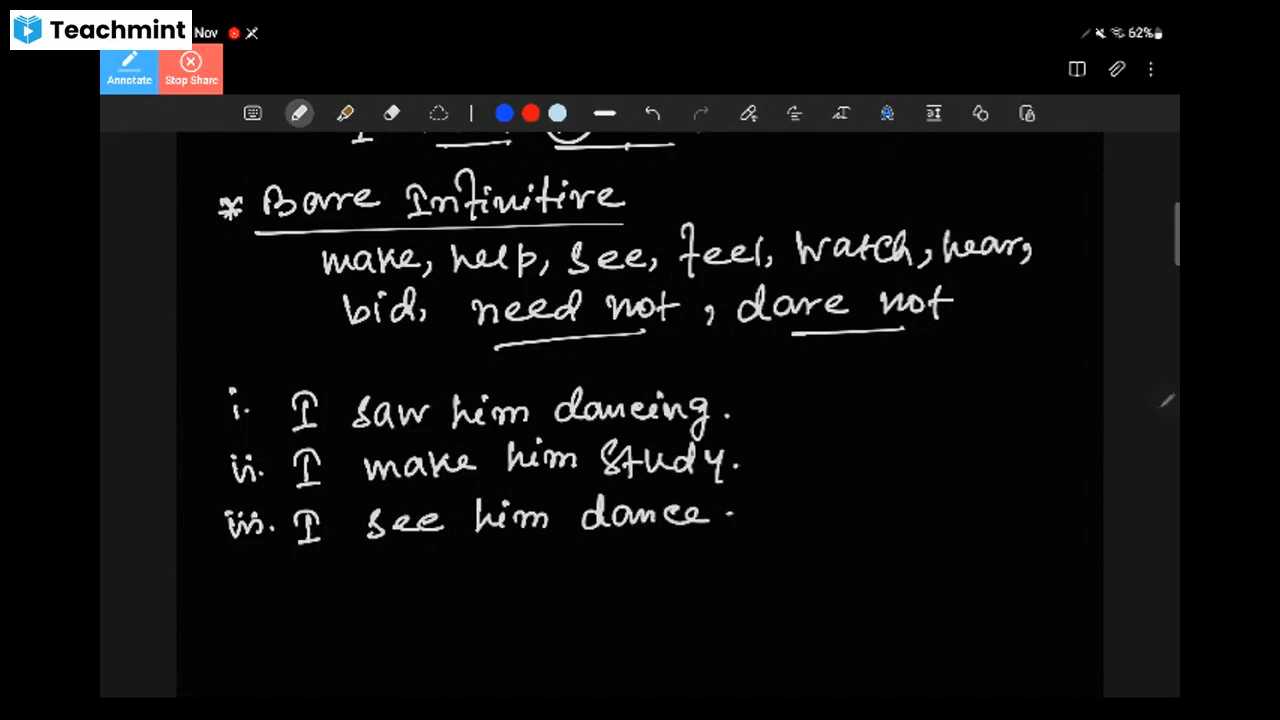 Teachmint
Nov
62%
Annotate
Stop Share
* Bare Infinitive
make, help, see, feel, watch, hear,
bid, need not, dare not
i. I saw him dancing.
ii. I make him study.
iii. I see him dance.